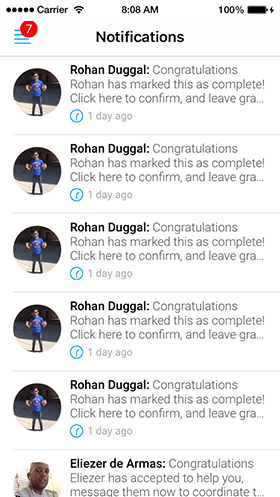 Carrier 8:08 AM 100%
7
Notifications
Rohan Duggal: Congratulations
Rohan has marked this as complete!
Click here to confirm, and leave gra...
1 day ago
Rohan Duggal: Congratulations
Rohan has marked this as complete!
Click here to confirm, and leave gra...
1 day ago
Rohan Duggal: Congratulations
Rohan has marked this as complete!
Click here to confirm, and leave gra...
1 day ago
Rohan Duggal: Congratulations
Rohan has marked this as complete!
Click here to confirm, and leave gra...
1 day ago
Rohan Duggal: Congratulations
Rohan has marked this as complete!
Click here to confirm, and leave gra...
1 day ago
Eliezer de Armas: Congratulations
Eliezer has accepted to help you,
message them now to coordinate t...